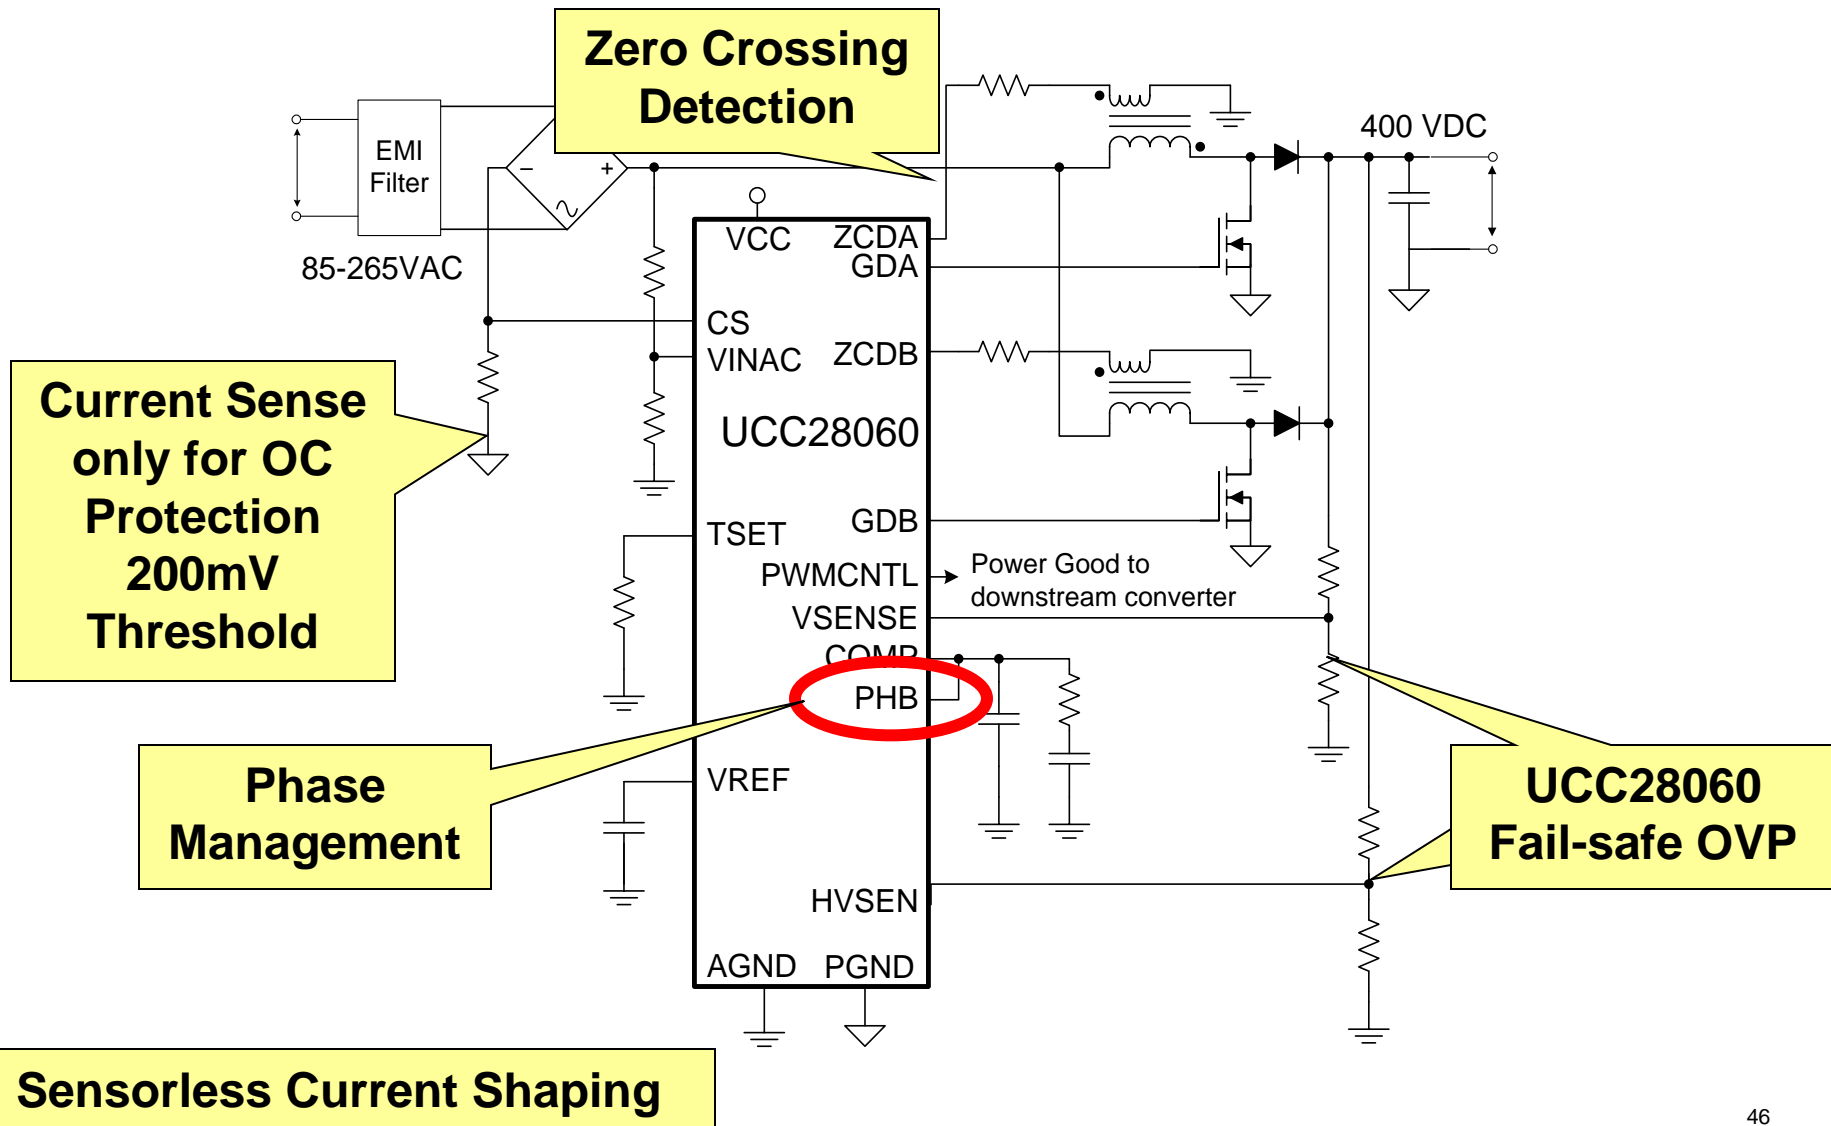 Zero Crossing
Detection
400 VDC
EMI
Filter
85-265VAC
VCC
ZCDA
GDA
CS
VINAC
ZCDB
UCC28060
Current Sense
only for OC
Protection
200mV
Threshold
GDB
TSET
PWMCNTL
Power Good to
downstream converter
VSENSE
COMP
PHB
Phase
Management
VREF
UCC28060
Fail-safe OVP
HVSEN
AGND
PGND
Sensorless Current Shaping
46